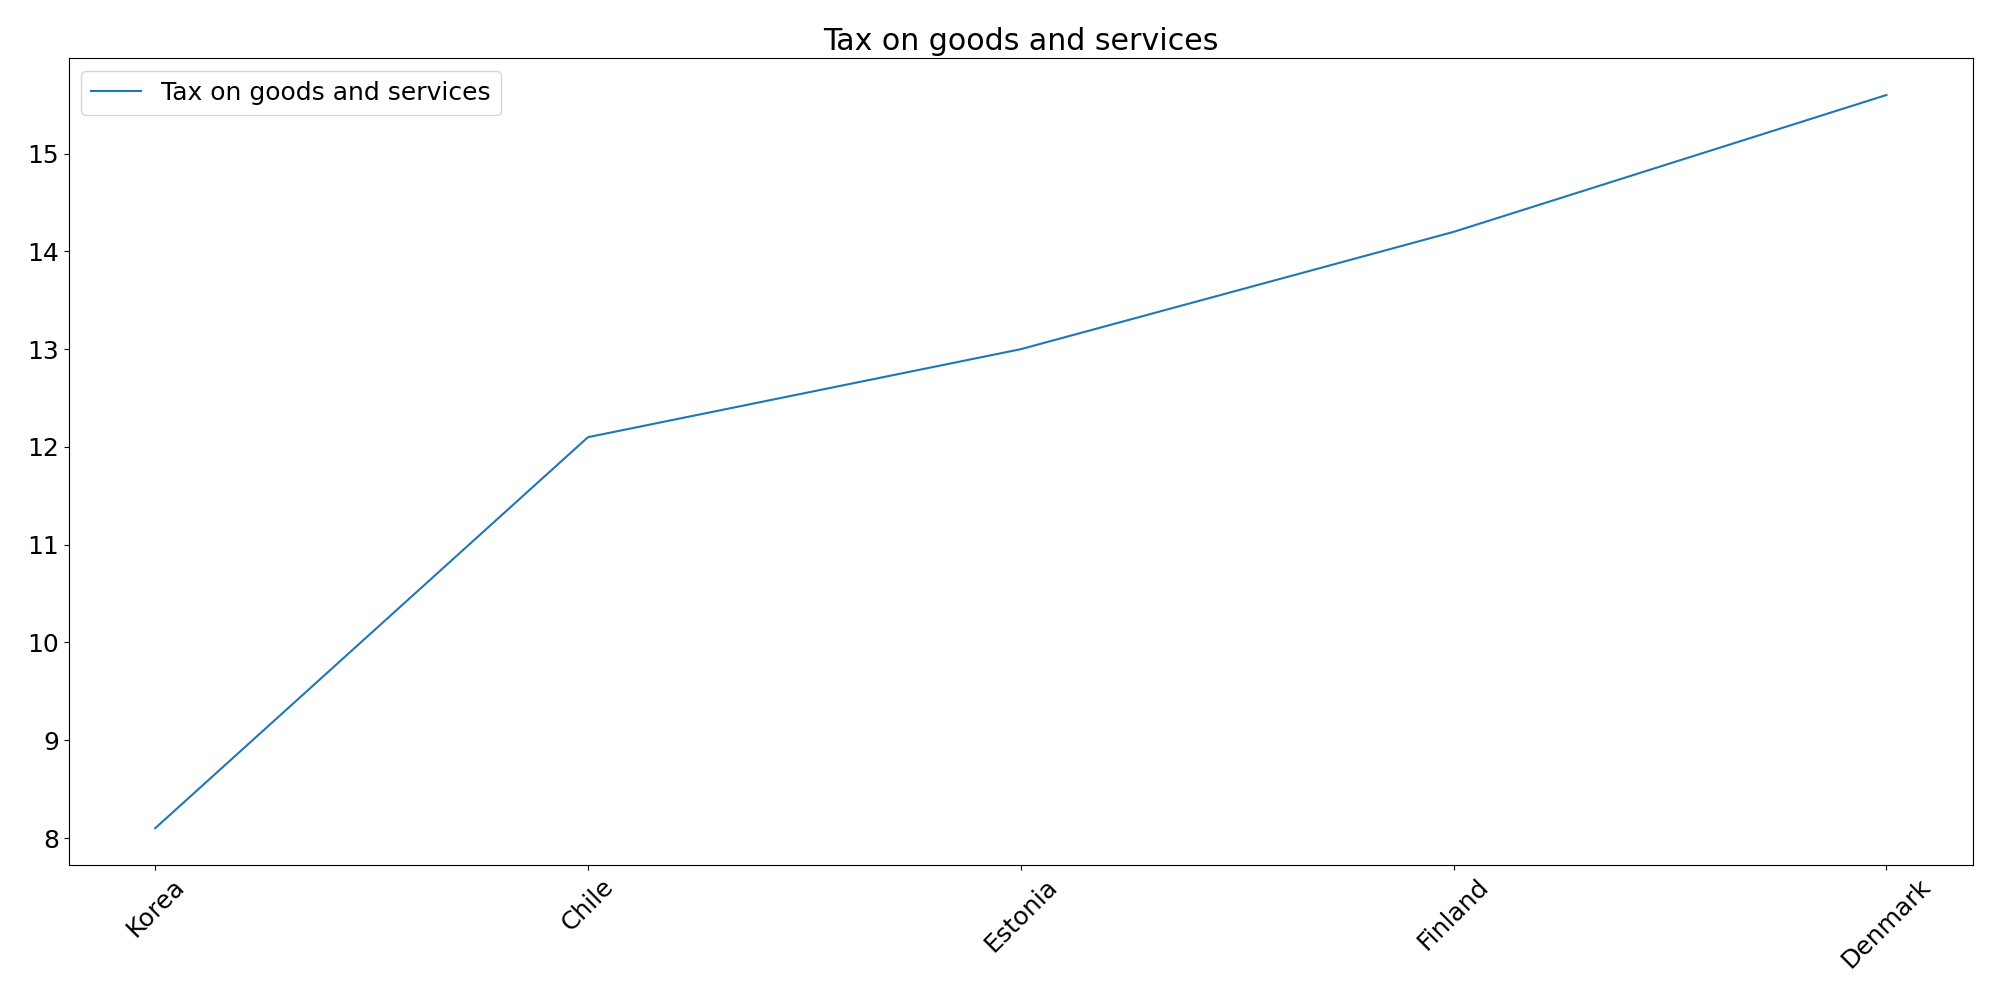 Tax on goods and services
Tax on goods and services
15
14
13
12
11
10
9
8
Korea
Chile
Estonia
Finland
Denmark